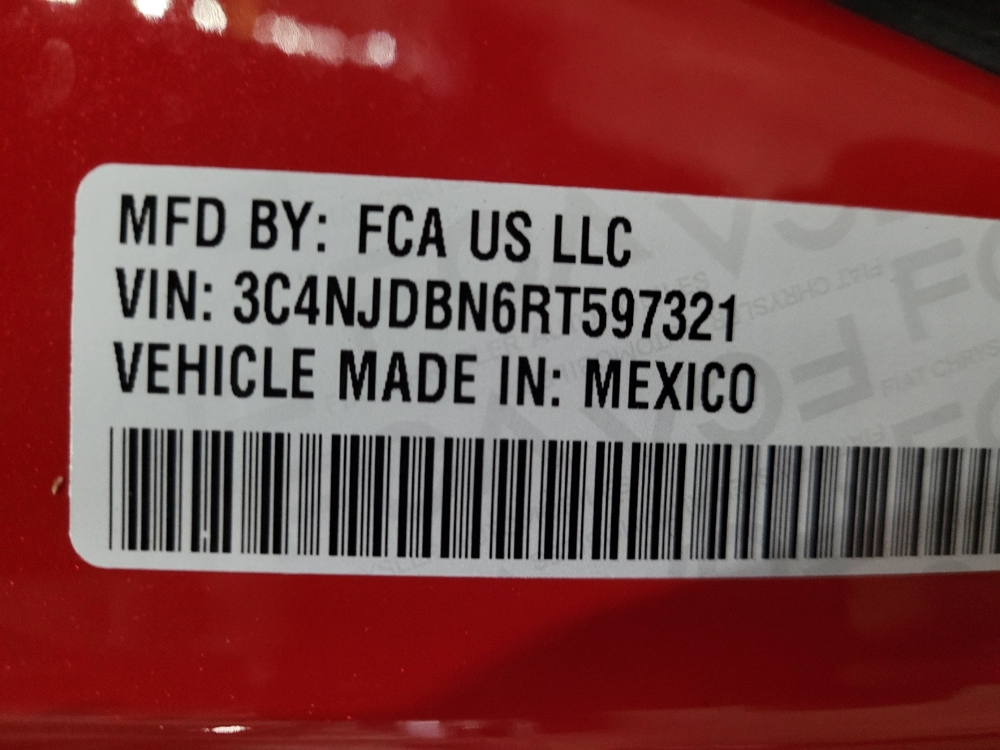 MFD BY: FCA US LLC
VIN: 3C4NJDBN6RT597321
VEHICLE MADE IN: MEXICO